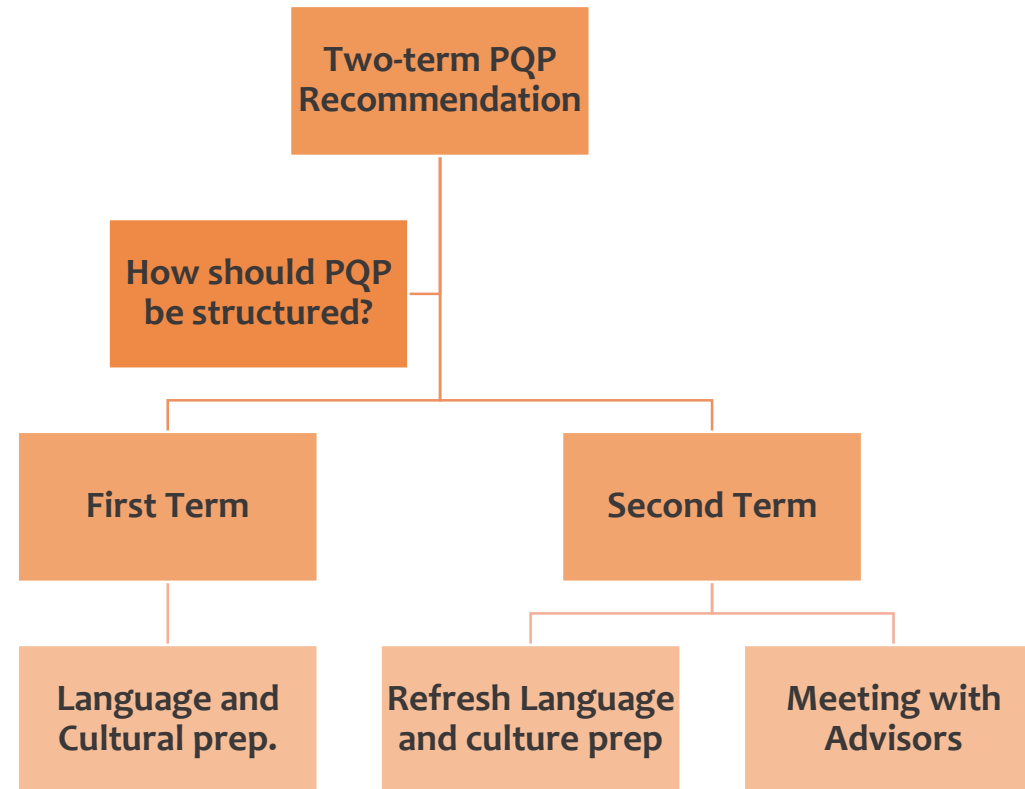 Two-term PQP
Recommendation
How should PQP
be structured?
First Term
Second Term
Language and
Cultural prep.
Refresh Language
and culture prep
Meeting with
Advisors